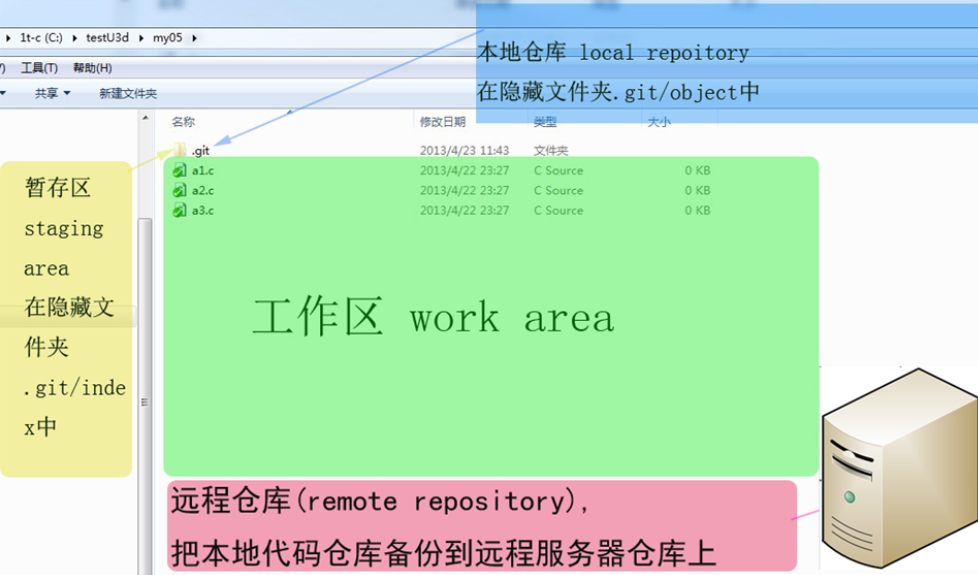 本地仓库 local repoitory
在隐藏文件夹.git/object中
1t-c (C:) testU3d my05
工具(T) 帮助(H)
共享 新建文件夹
名称 修改日期 类型 大小
.git 2013/4/23 11:43 文件夹
a1.c 2013/4/22 23:27 C Source 0 KB
a2.c 2013/4/22 23:27 C Source 0 KB
a3.c 2013/4/22 23:27 C Source 0 KB
暂存区
staging
area
在隐藏文
件夹
.git/inde
x中
工作区 work area
远程仓库(remote repository),
把本地代码仓库备份到远程服务器仓库上